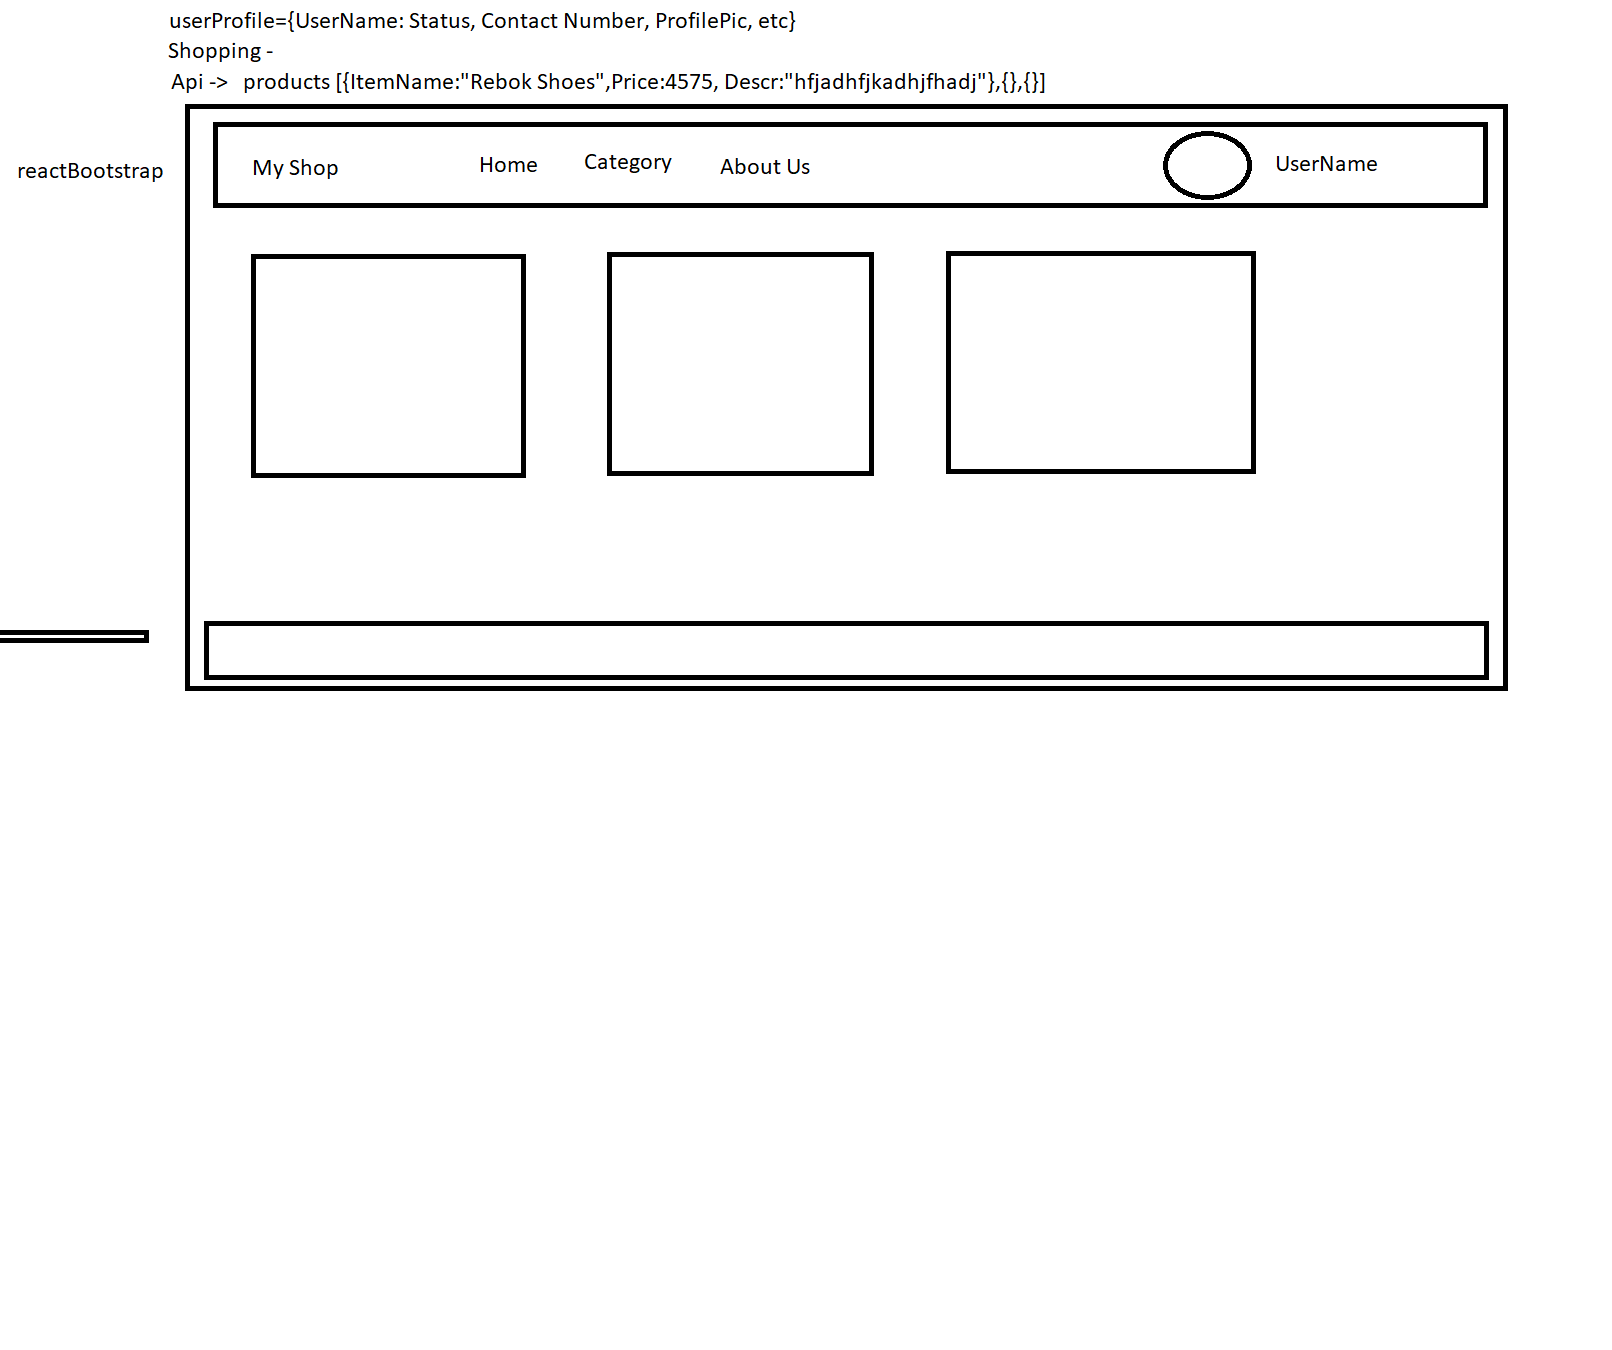 userProfile={UserName: Status, Contact Number, ProfilePic, etc}
Shopping -
Api -> products [{ItemName:"Rebok Shoes",Price:4575, Descr:"hfjadhfjkadhjfhadj"},{},{}]
reactBootstrap
My Shop
Home
Category
About Us
UserName